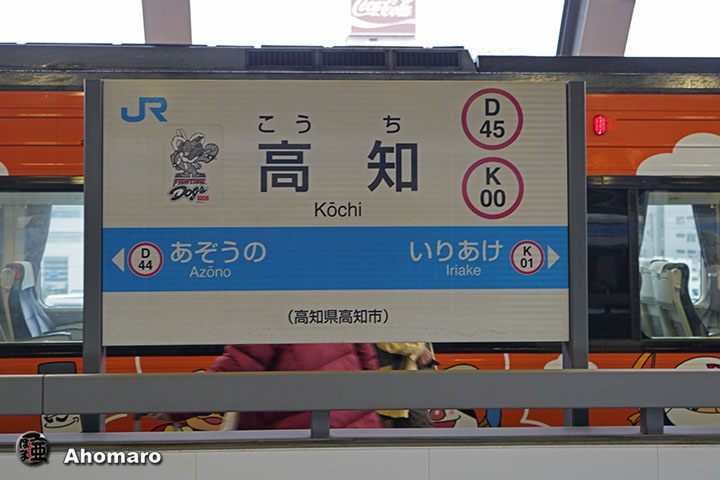 Coca-Cola
JR
こうち
高知
Kōchi
D
45
K
00
FIGHTING
Dogs
D
44
あぞうの
Azōno
いりあけ
Iriake
K
01
(高知県高知市)
Ahomaro